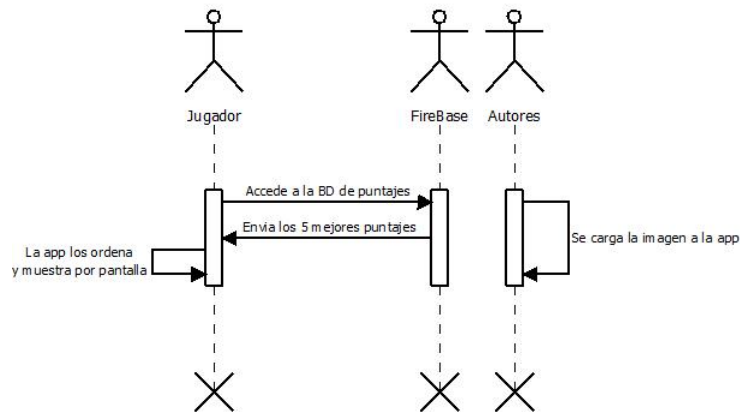 Jugador
FireBase
Autores
Accede a la BD de puntajes
Envia los 5 mejores puntajes
Se carga la imagen a la app
La app los ordena
y muestra por pantalla